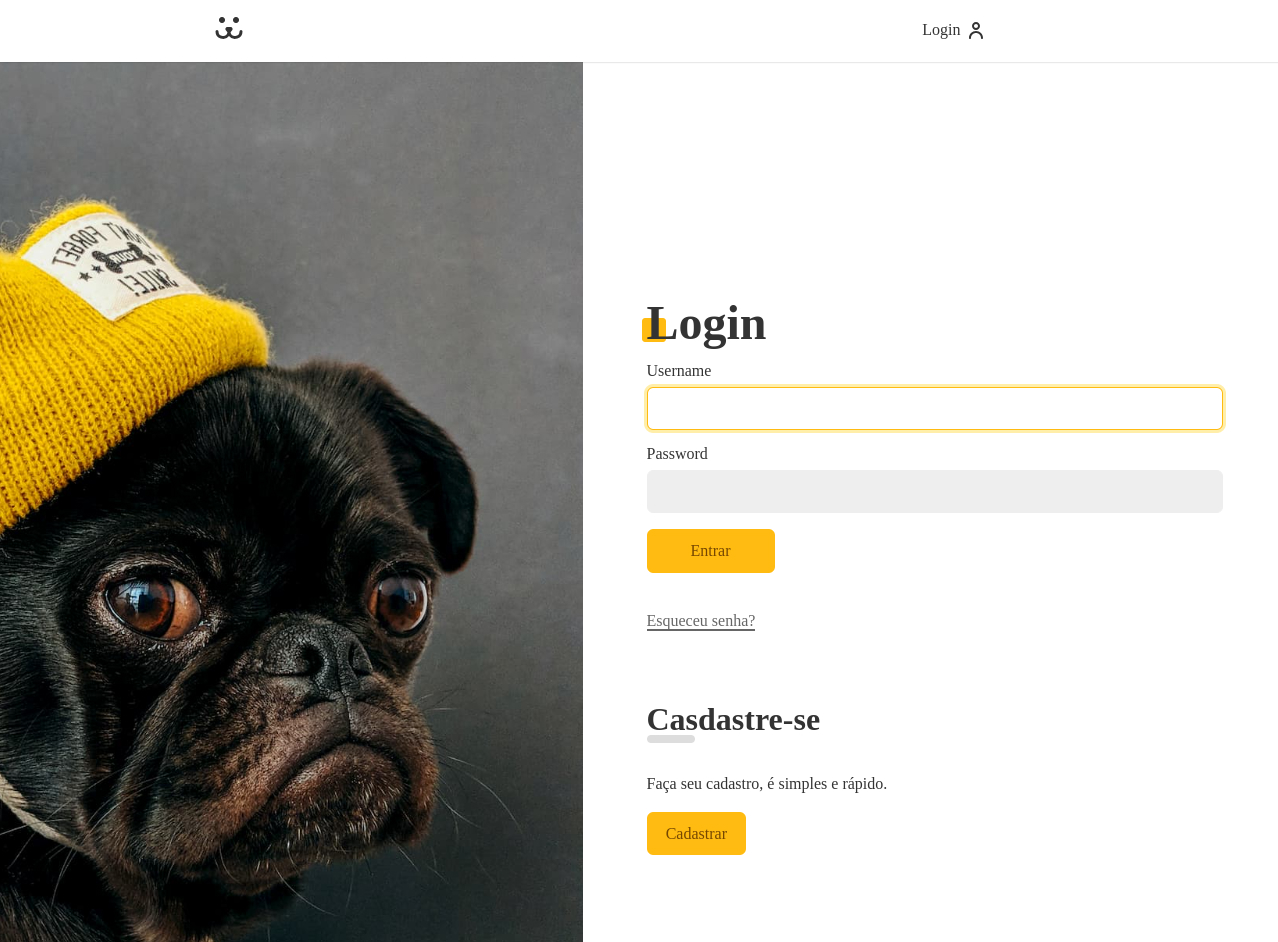 Login
DON'T FORGET
YOUR
SMILE!
Login
Username
Password
Entrar
Esqueceu senha?
Casdastre-se
Faça seu cadastro, é simples e rápido.
Cadastrar